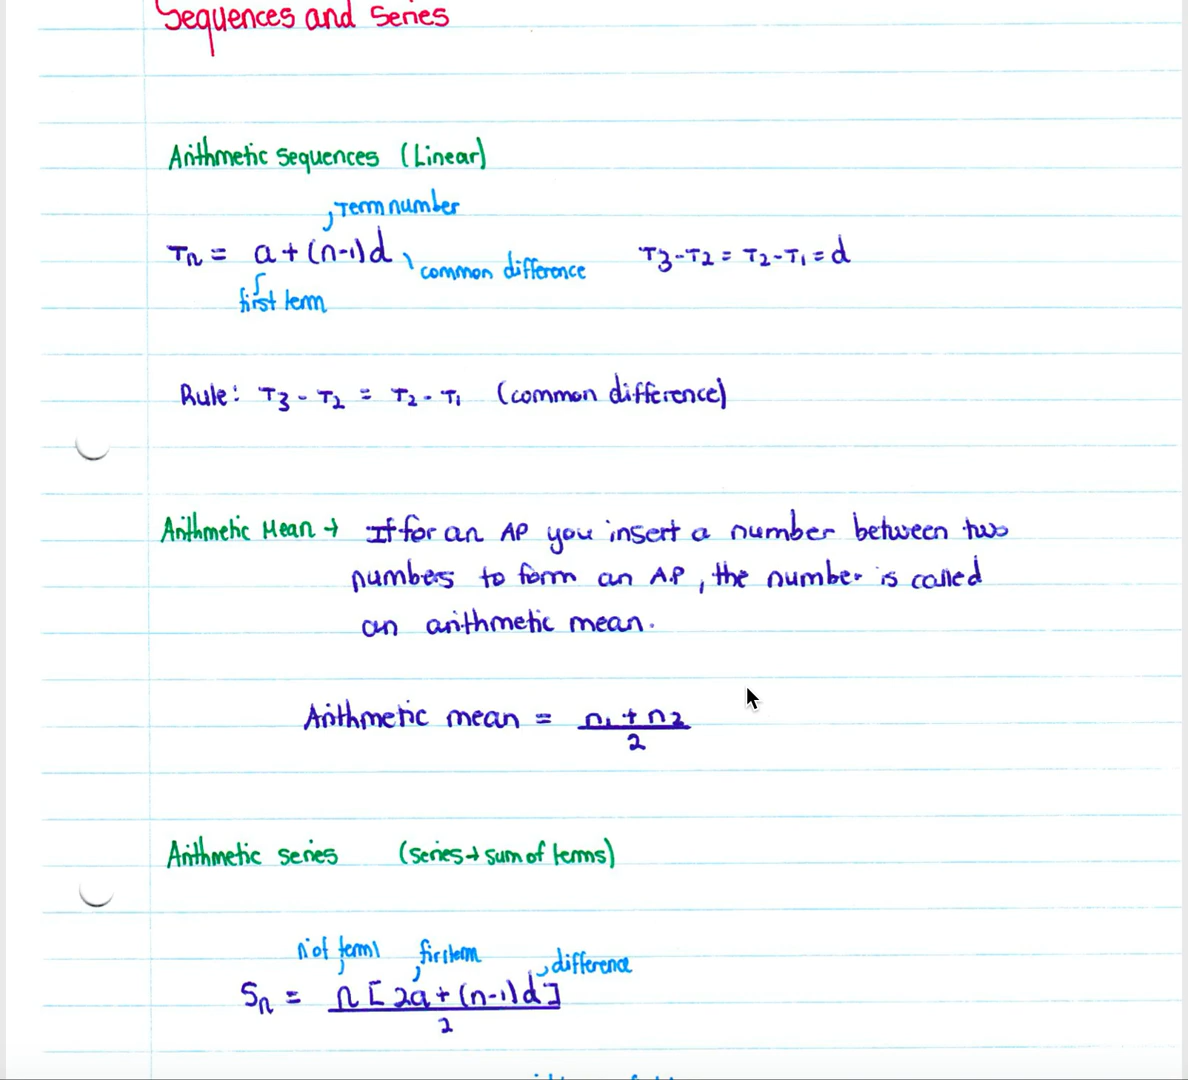 Sequences and Series
Arithmetic Sequences (Linear)
Term number
Tn = a + (n-1)d
common difference
T3 - T2 = T2 - T1 = d
first term
Rule: T3 - T2 = T2 - T1 (common difference)
Arithmetic Mean → If for an AP you insert a number between two
numbers to form an A.P, the number is called
an arithmetic mean.
Arithmetic mean = n1 + n2
2
Arithmetic series (series → sum of terms)
n° of terms
first term
difference
Sn = n [2a + (n-1)d]
2